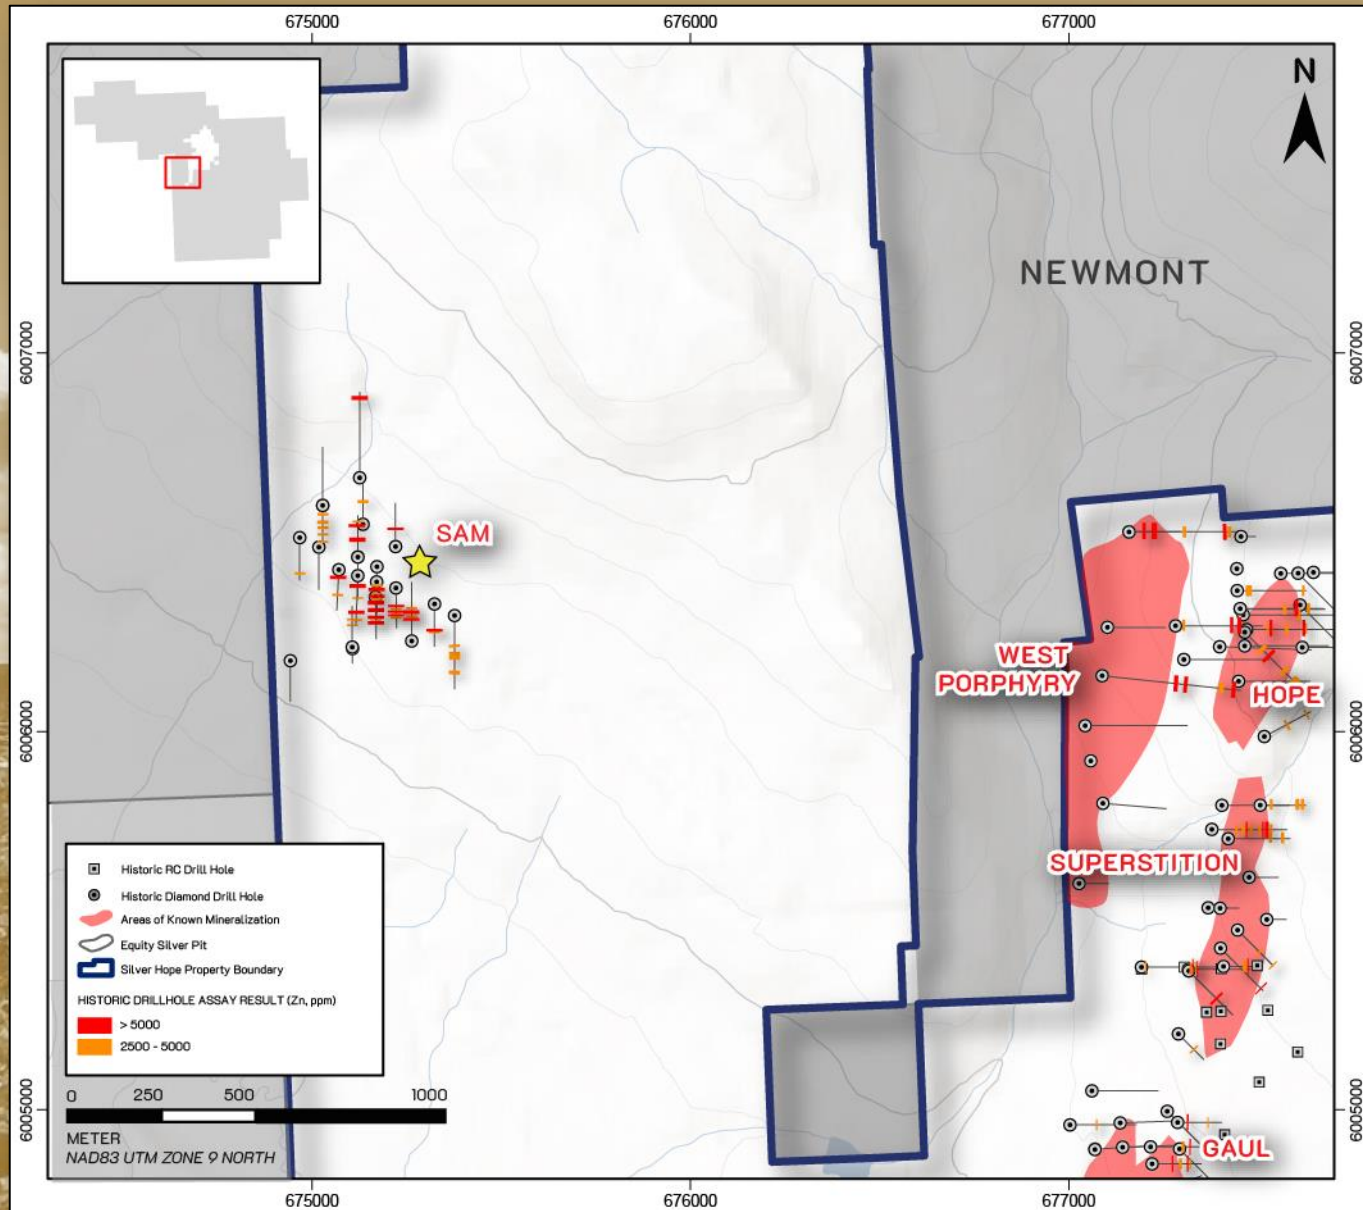 675000
676000
677000
N
NEWMONT
6007000
6007000
SAM
WEST
PORPHYRY
HOPE
6006000
6006000
SUPERSTITION
Historic RC Drill Hole
Historic Diamond Drill Hole
Areas of Known Mineralization
Equity Silver Pit
Silver Hope Property Boundary
HISTORIC DRILLHOLE ASSAY RESULT (Zn, ppm)
> 5000
2500 - 5000
0 250 500 1000
METER
NAD83 UTM ZONE 9 NORTH
6005000
6005000
GAUL
675000
676000
677000